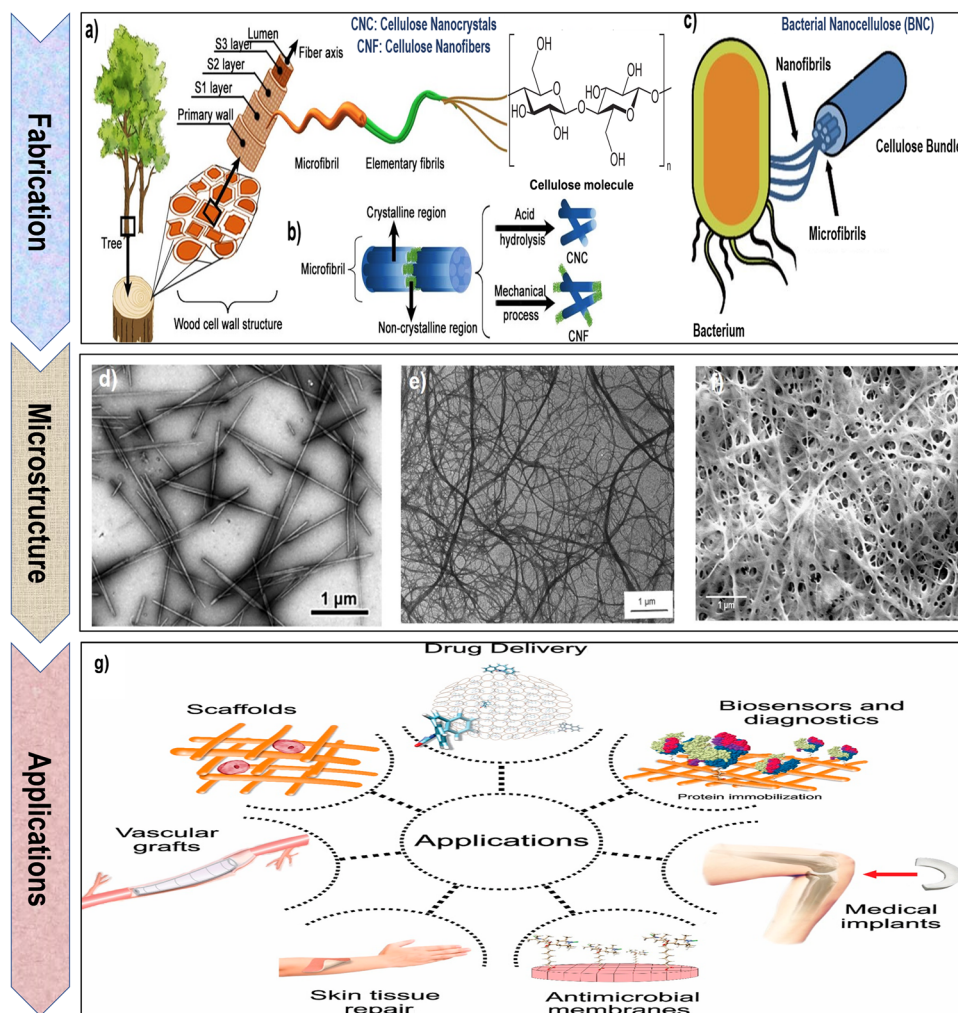 Fabrication
a)
CNC: Cellulose Nanocrystals
CNF: Cellulose Nanofibers
Lumen
S3 layer
Fiber axis
S2 layer
S1 layer
Primary wall
Microfibril
Elementary fibrils
OH
OH
HO
O
O
HO
OH
O
HO
O
OH
n
Cellulose molecule
Tree
Wood cell wall structure
b)
Crystalline region
Microfibril
Non-crystalline region
Acid
hydrolysis
CNC
Mechanical
process
CNF
c)
Bacterial Nanocellulose (BNC)
Nanofibrils
Cellulose Bundle
Microfibrils
Bacterium
Microstructure
d)
1 µm
e)
1 µm
f)
1 µm
Applications
g)
Drug Delivery
Scaffolds
Biosensors and
diagnostics
Protein immobilization
Vascular
grafts
Applications
Medical
implants
Skin tissue
repair
Antimicrobial
membranes